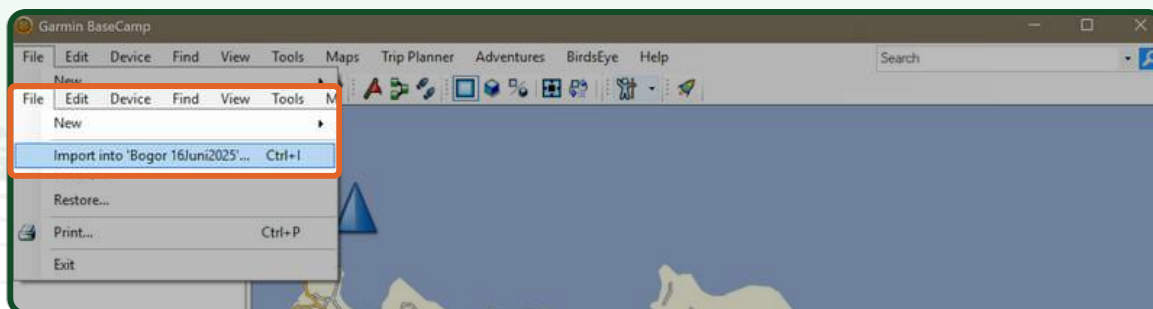 Garmin BaseCamp
File Edit Device Find View Tools Maps Trip Planner Adventures BirdsEye Help Search
New
File Edit Device Find View Tools M
New
Import into 'Bogor 16Juni2025'... Ctrl+I
Restore...
Print... Ctrl+P
Exit